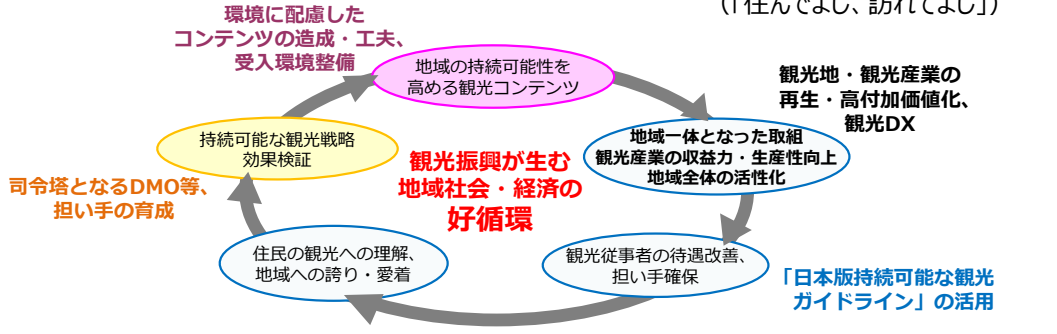 (「住んでよし、訪れてよし」)
環境に配慮した
コンテンツの造成・工夫、
受入環境整備
地域の持続可能性を
高める観光コンテンツ
観光地・観光産業の
再生・高付加価値化、
観光DX
地域一体となった取組
観光産業の収益力・生産性向上
地域全体の活性化
持続可能な観光戦略
効果検証
観光振興が生む
地域社会・経済の
好循環
司令塔となるDMO等、
担い手の育成
住民の観光への理解、
地域への誇り・愛着
観光従事者の待遇改善、
担い手確保
「日本版持続可能な観光
ガイドライン」の活用